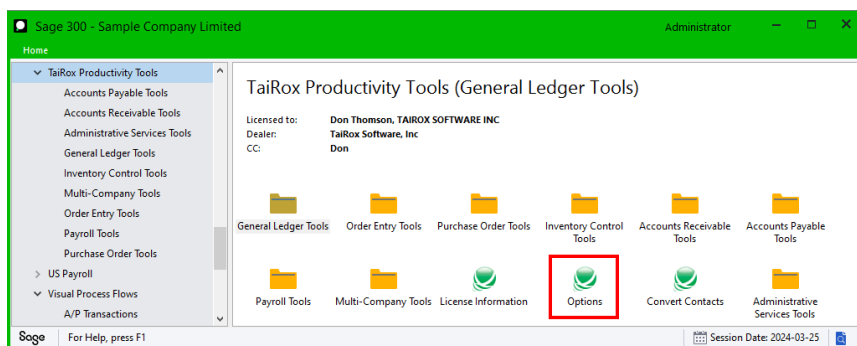 Sage 300 - Sample Company Limited
Administrator
Home
TaiRox Productivity Tools
Accounts Payable Tools
Accounts Receivable Tools
Administrative Services Tools
General Ledger Tools
Inventory Control Tools
Multi-Company Tools
Order Entry Tools
Payroll Tools
Purchase Order Tools
US Payroll
Visual Process Flows
A/P Transactions
TaiRox Productivity Tools (General Ledger Tools)
Licensed to: Don Thomson, TAIROX SOFTWARE INC
Dealer: TaiRox Software, Inc
CC: Don
General Ledger Tools
Order Entry Tools
Purchase Order Tools
Inventory Control
Tools
Accounts Receivable
Tools
Accounts Payable
Tools
Payroll Tools
Multi-Company Tools
License Information
Options
Convert Contacts
Administrative
Services Tools
Sage
For Help, press F1
Session Date: 2024-03-25